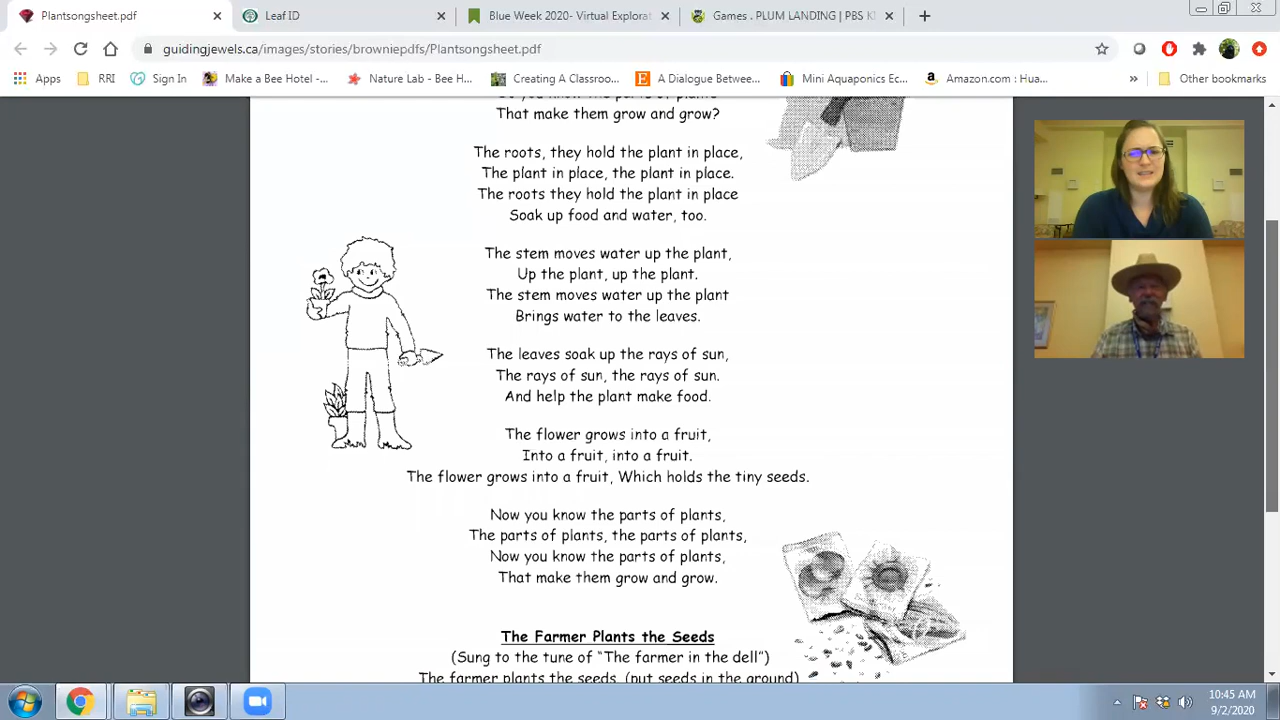 Plantsongsheet.pdf
Leaf ID
Blue Week 2020- Virtual Explorat
Games . PLUM LANDING | PBS KI
guidingjewels.ca/images/stories/browniepdfs/Plantsongsheet.pdf
Apps
RRI
Sign In
Make a Bee Hotel -...
Nature Lab - Bee H...
Creating A Classroo...
A Dialogue Betwee...
Mini Aquaponics Ec...
Amazon.com : Hua...
Other bookmarks
Do you know the parts of plants
That make them grow and grow?
The roots, they hold the plant in place,
The plant in place, the plant in place.
The roots they hold the plant in place
Soak up food and water, too.
The stem moves water up the plant,
Up the plant, up the plant.
The stem moves water up the plant
Brings water to the leaves.
The leaves soak up the rays of sun,
The rays of sun, the rays of sun.
And help the plant make food.
The flower grows into a fruit,
Into a fruit, into a fruit.
The flower grows into a fruit, Which holds the tiny seeds.
Now you know the parts of plants,
The parts of plants, the parts of plants,
Now you know the parts of plants,
That make them grow and grow.
The Farmer Plants the Seeds
(Sung to the tune of "The farmer in the dell")
The farmer plants the seeds (put seeds in the ground)
10:45 AM
9/2/2020